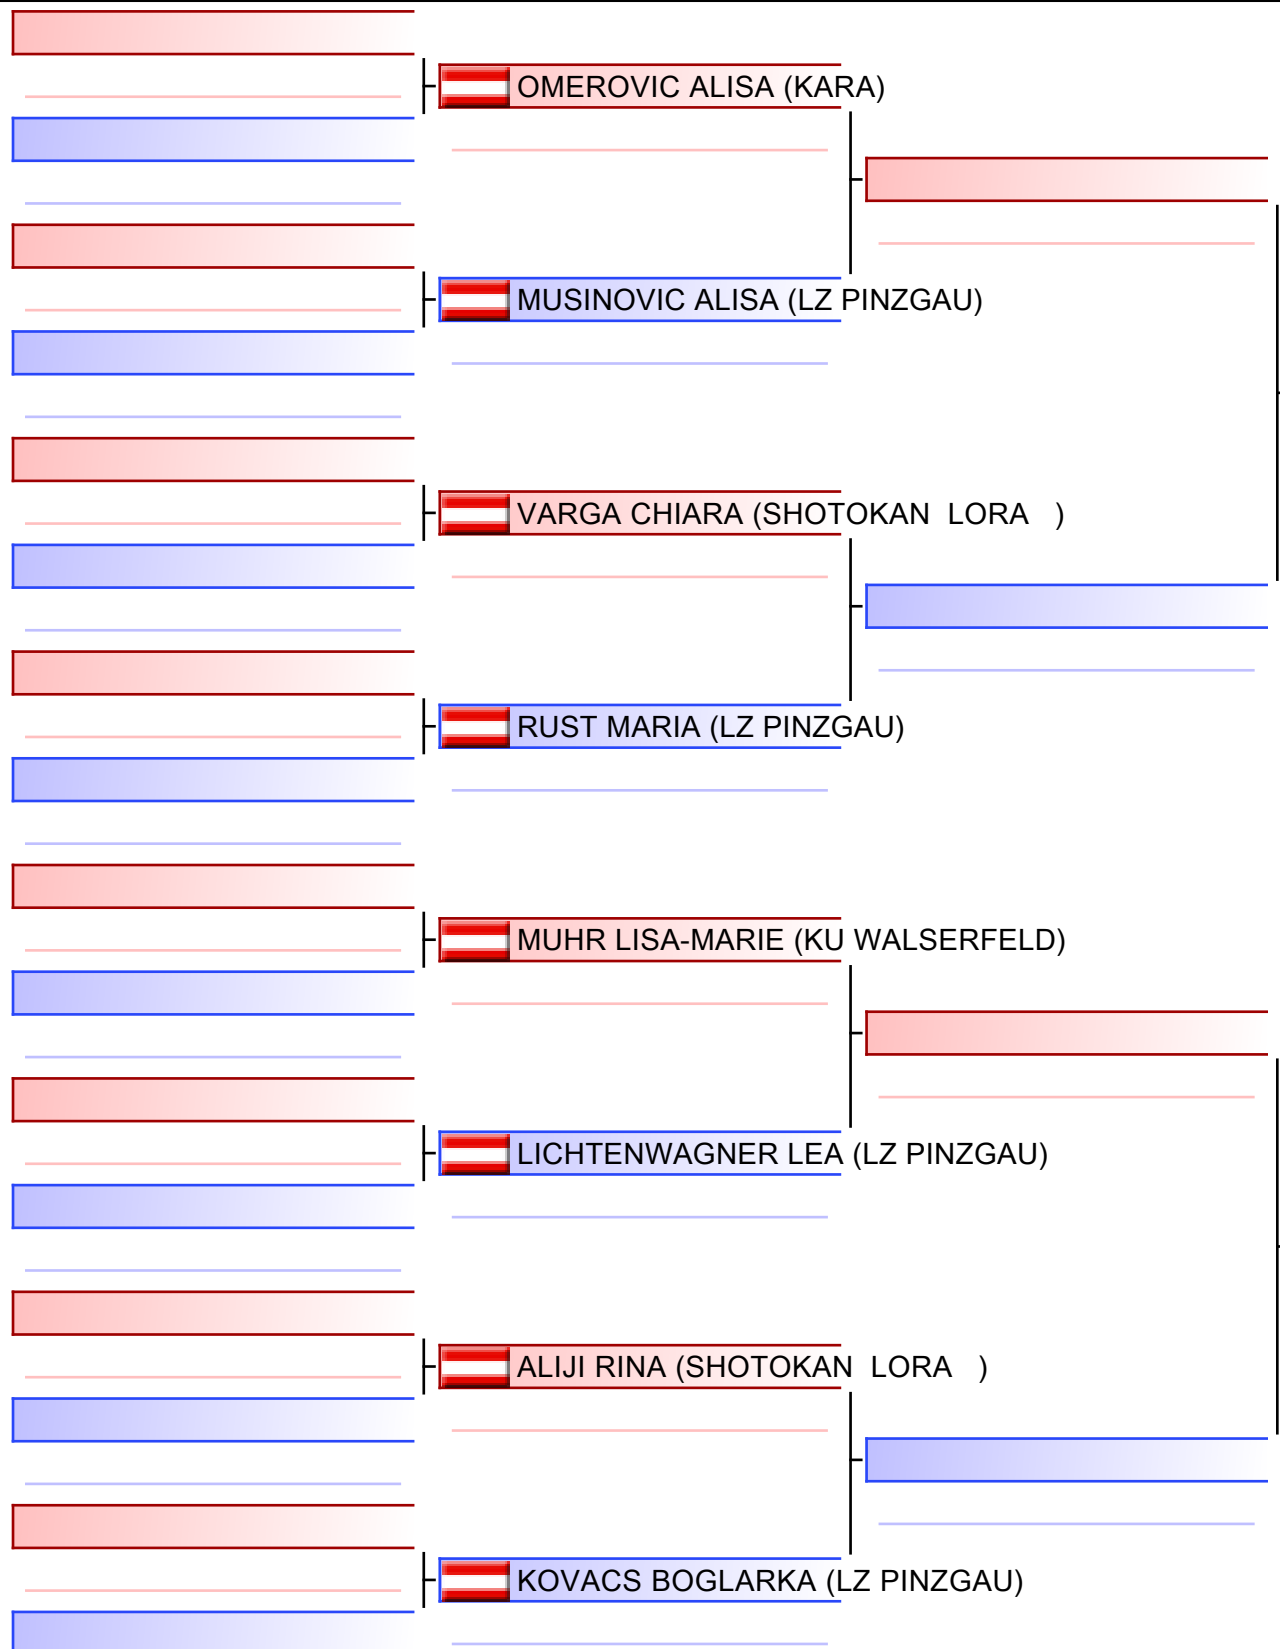 OMEROVIC ALISA (KARA)
MUSINOVIC ALISA (LZ PINZGAU)
VARGA CHIARA (SHOTOKAN  LORA   )
RUST MARIA (LZ PINZGAU)
MUHR LISA-MARIE (KU WALSERFELD)
LICHTENWAGNER LEA (LZ PINZGAU)
ALIJI RINA (SHOTOKAN  LORA   )
KOVACS BOGLARKA (LZ PINZGAU)